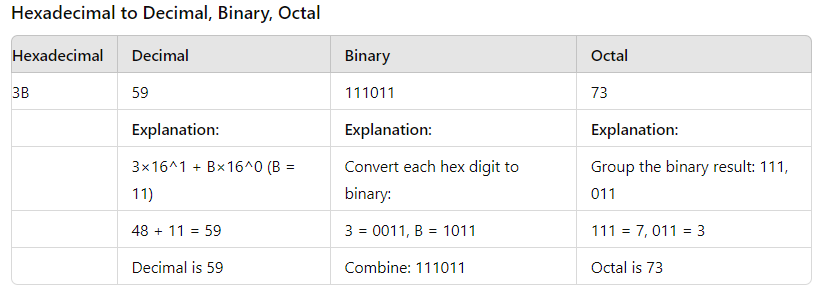 Hexadecimal to Decimal, Binary, Octal
Hexadecimal Decimal Binary Octal
3B 59 111011 73
Explanation: Explanation: Explanation:
3×16^1 + B×16^0 (B = 11) Convert each hex digit to binary: Group the binary result: 111, 011
48 + 11 = 59 3 = 0011, B = 1011 111 = 7, 011 = 3
Decimal is 59 Combine: 111011 Octal is 73